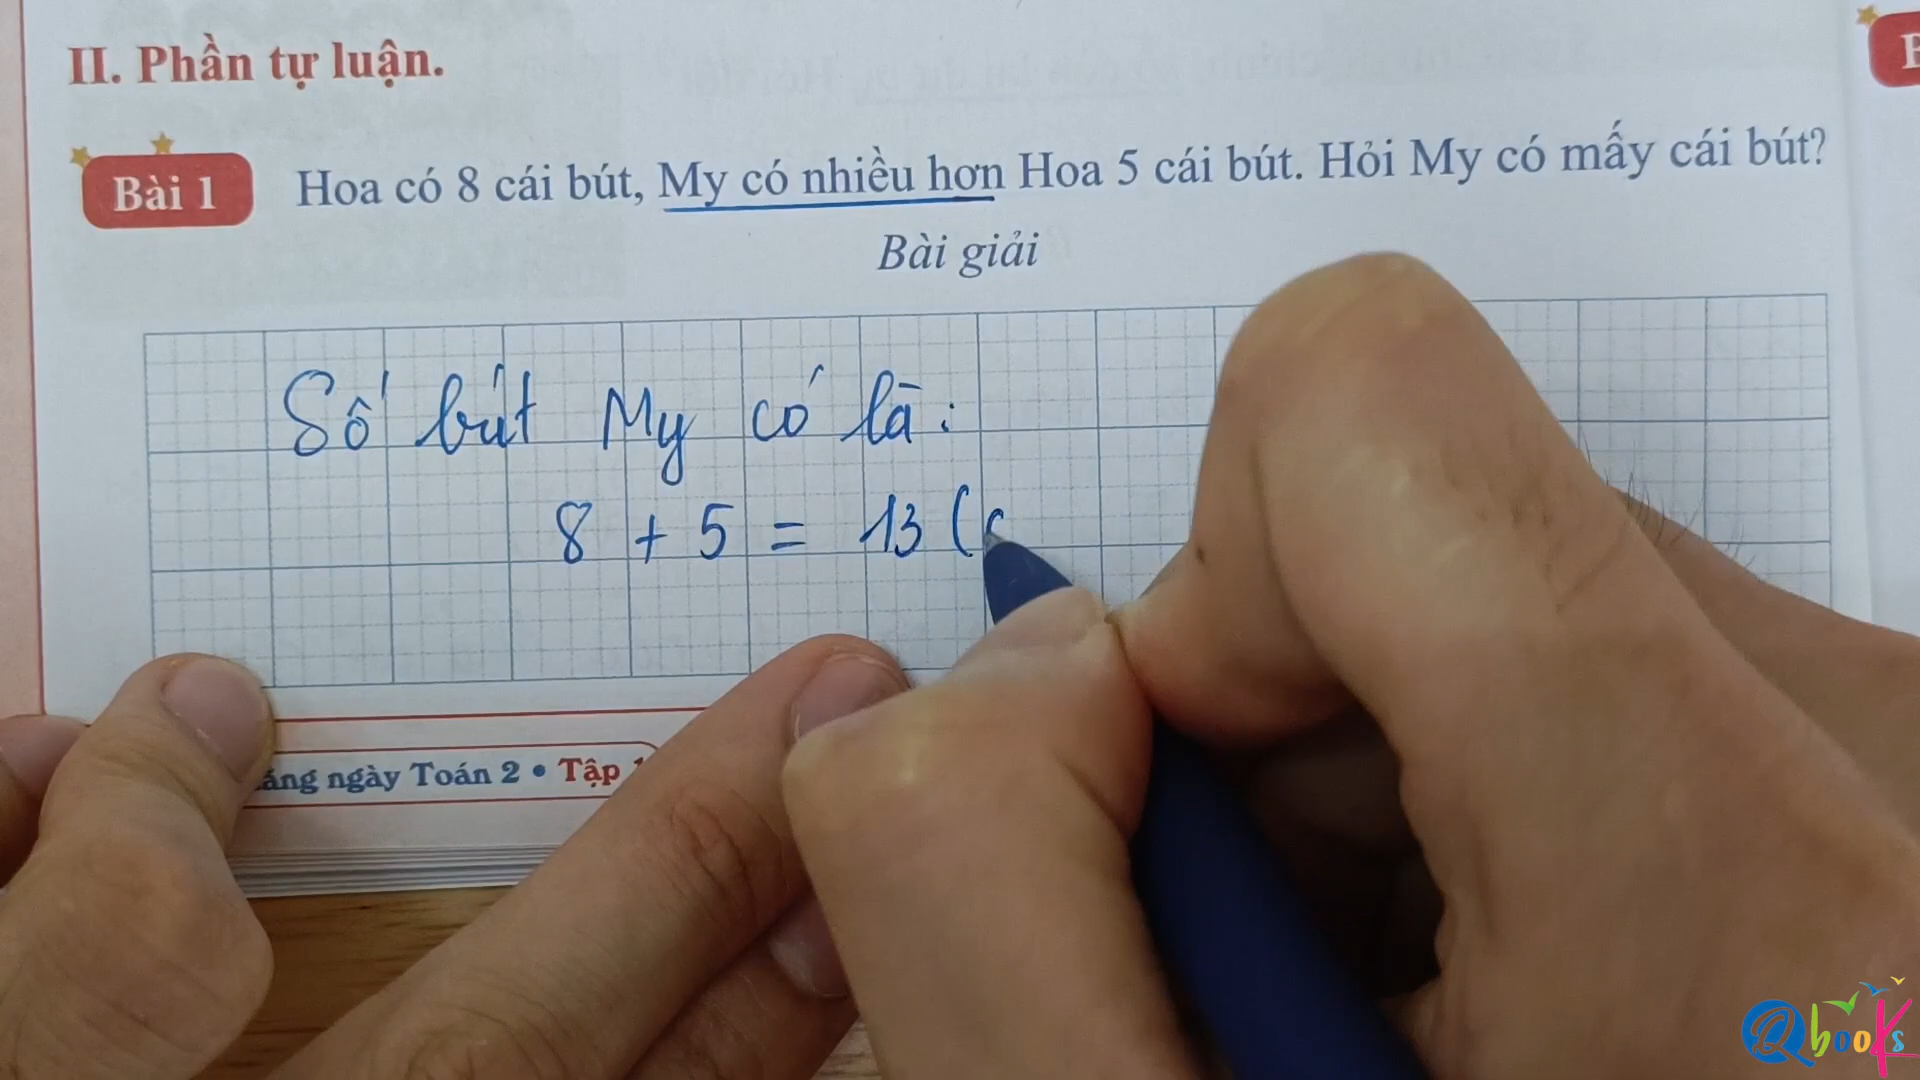 II. Phần tự luận.
Bài 1 Hoa có 8 cái bút, My có nhiều hơn Hoa 5 cái bút. Hỏi My có mấy cái bút?
Bài giải
Số bút My có là:
8 + 5 = 13 (c
ngày Toán 2 • Tập
Qbooks